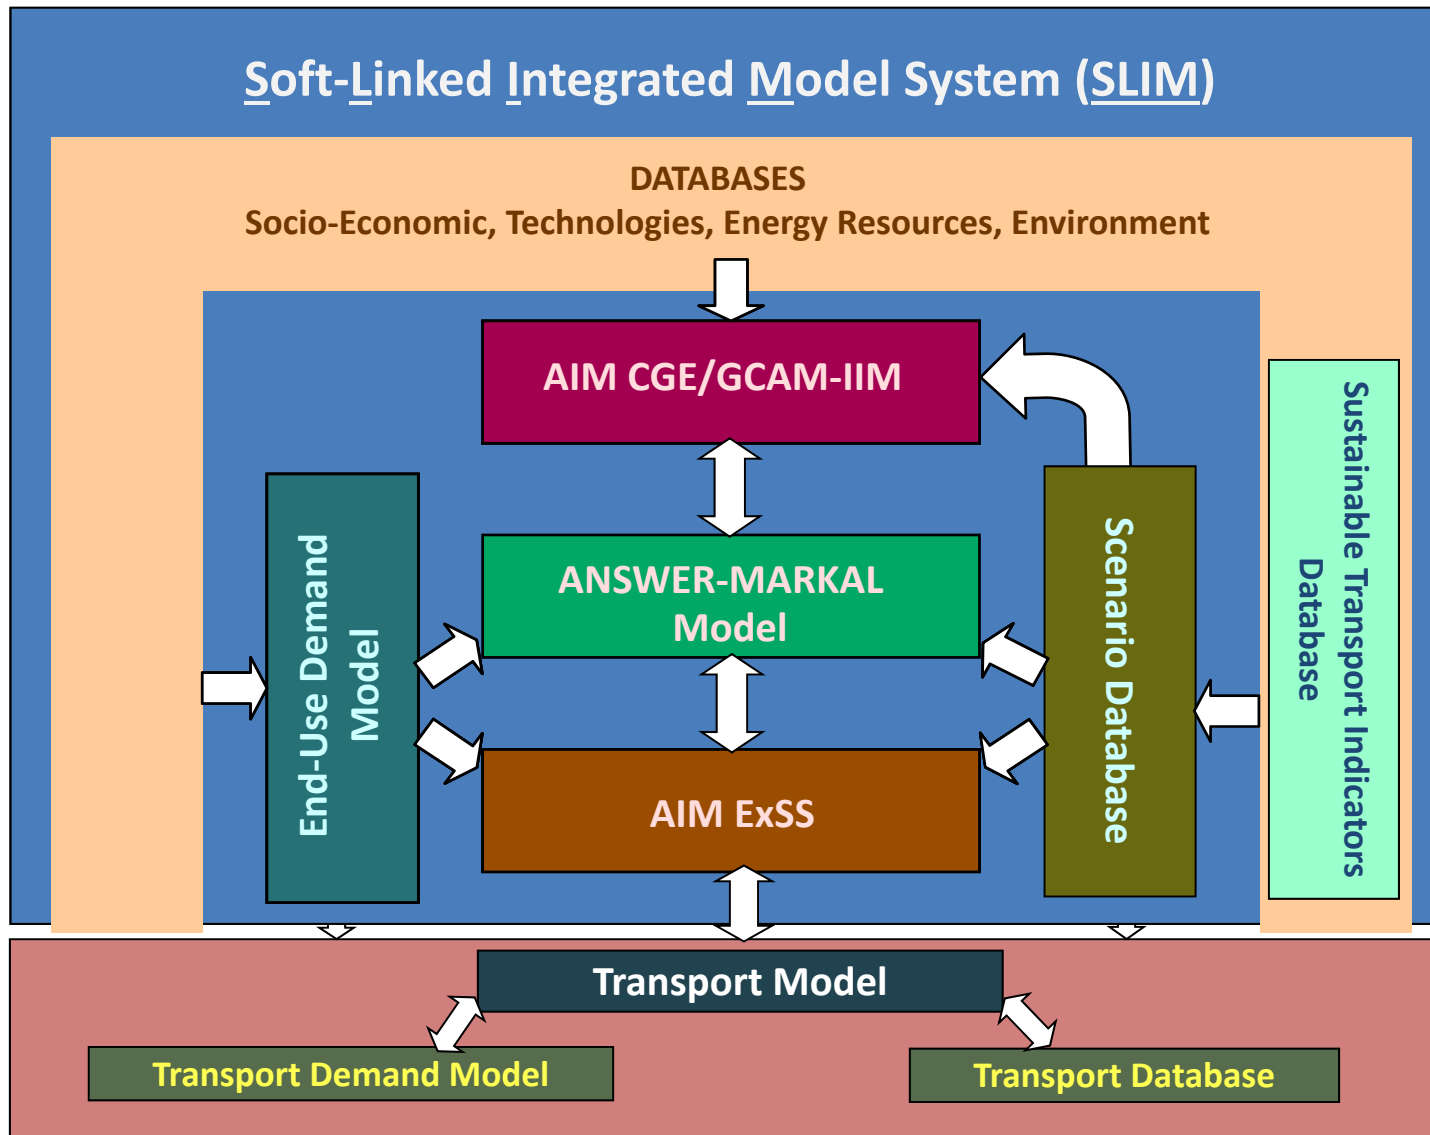 Soft-Linked Integrated Model System (SLIM)
DATABASES
Socio-Economic, Technologies, Energy Resources, Environment
AIM CGE/GCAM-IIM
ANSWER-MARKAL
Model
AIM ExSS
End-Use Demand
Model
Scenario Database
Sustainable Transport Indicators
Database
Transport Model
Transport Demand Model
Transport Database